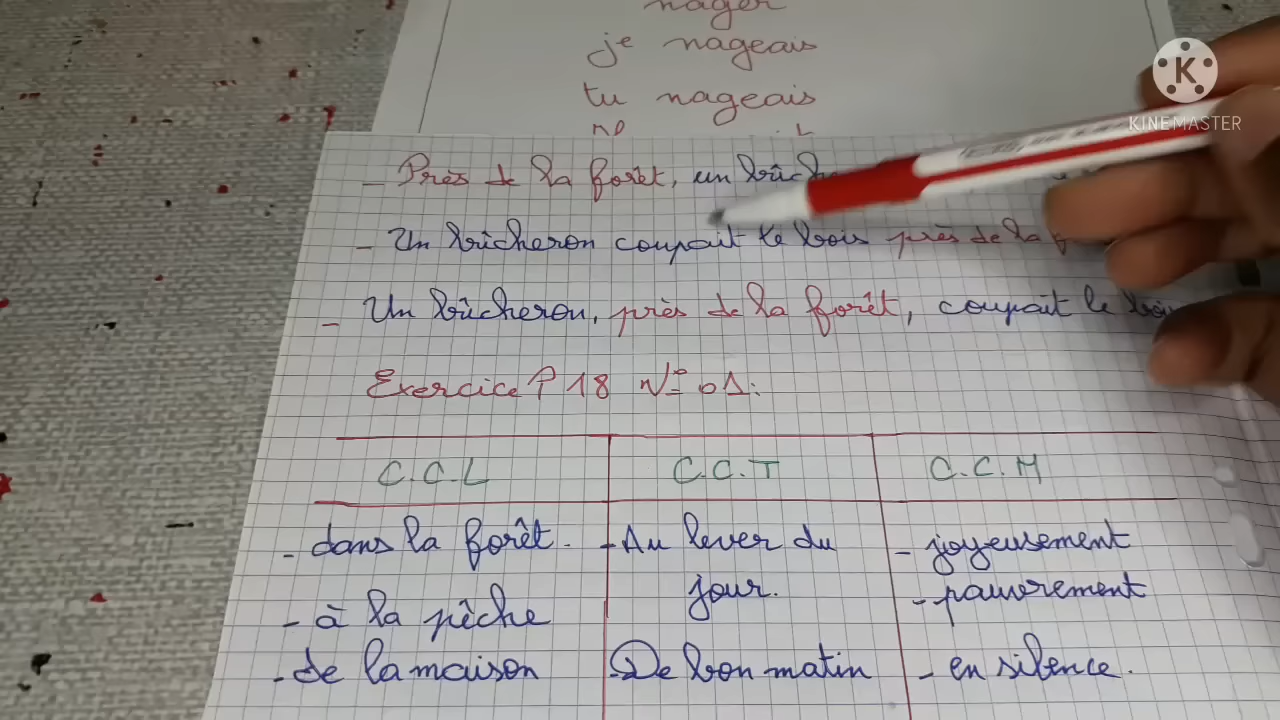 nager
je nageais
tu nageais
K
KINEMASTER
- Près de la forêt, un
- Un bûcheron coupait le bois près de la
- Un bûcheron, près de la forêt, coupait le bois
Exercice P 18 N° 01:
C.C.L C.C.T C.C.M
- dans la forêt. - Au lever du - joyeusement
jour. - pauvrement
- à la pêche
- de la maison De bon matin - en silence.